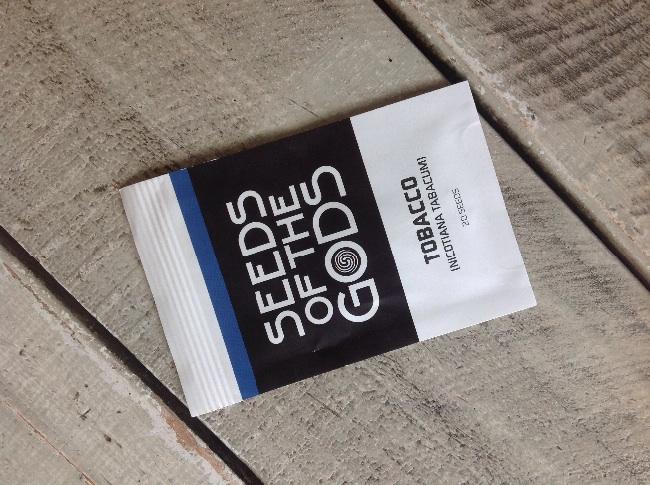 SEEDS
OF THE
GODS
TOBACCO
(NICOTIANA TABACUM)
20 SEEDS